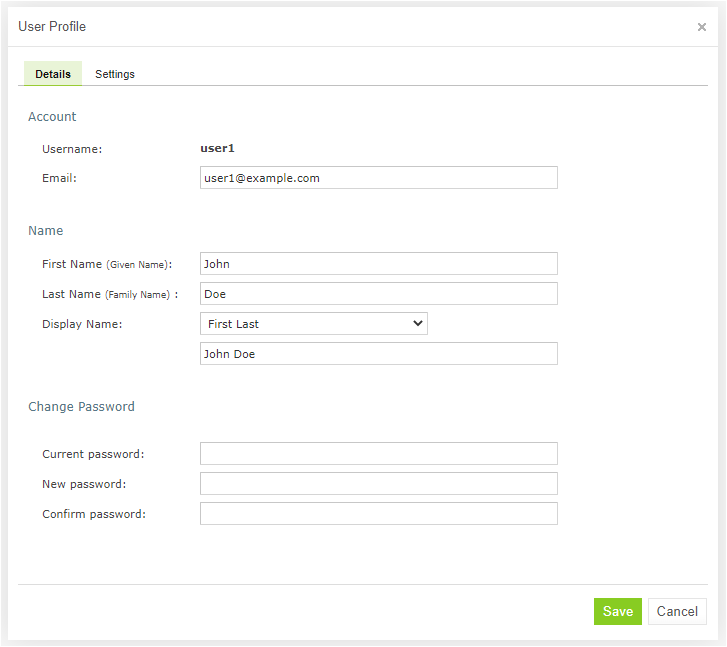 User Profile ×
Details Settings
Account
Username: user1
Email: user1@example.com
Name
First Name (Given Name): John
Last Name (Family Name) : Doe
Display Name: First Last
John Doe
Change Password
Current password:
New password:
Confirm password:
Save Cancel